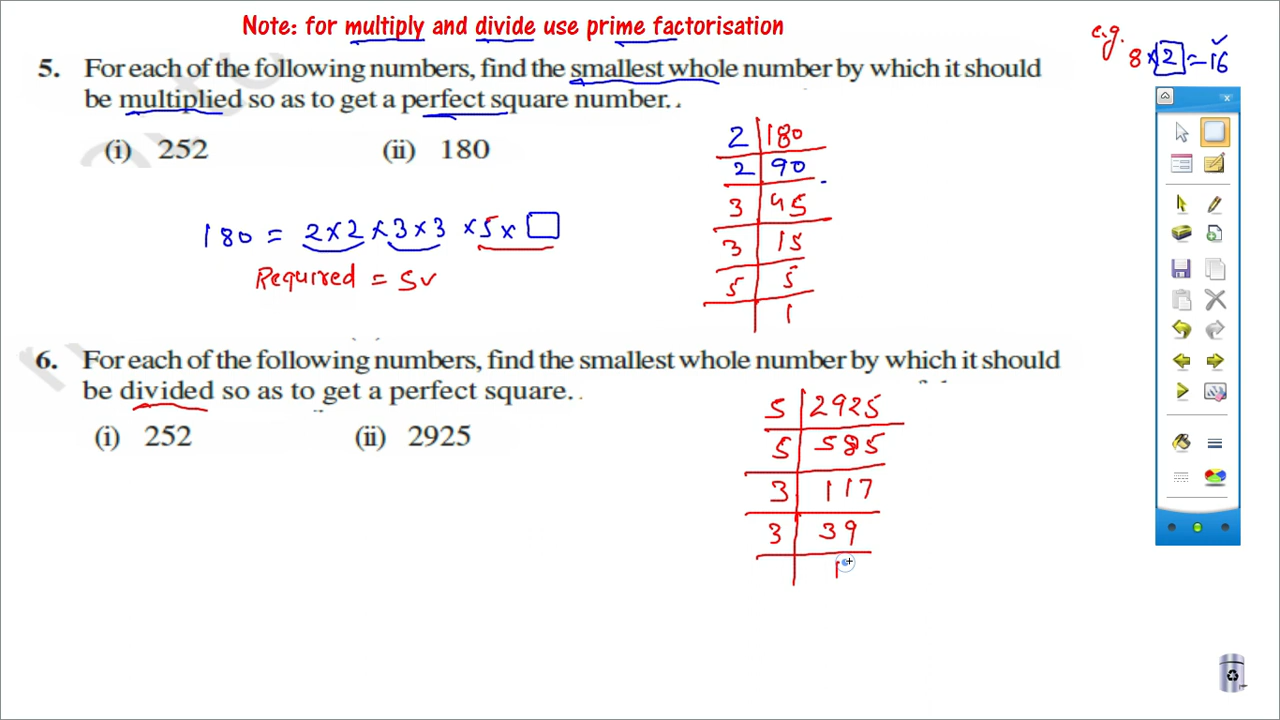 Note: for multiply and divide use prime factorisation
e.g. 8 × 2 = 16
5. For each of the following numbers, find the smallest whole number by which it should
be multiplied so as to get a perfect square number.
(i) 252 (ii) 180
2 | 180
2 | 90
3 | 45
3 | 15
5 | 5
1
180 = 2 × 2 × 3 × 3 × 5 ×
Required = 5
6. For each of the following numbers, find the smallest whole number by which it should
be divided so as to get a perfect square.
(i) 252 (ii) 2925
5 | 2925
5 | 585
3 | 117
3 | 39
1